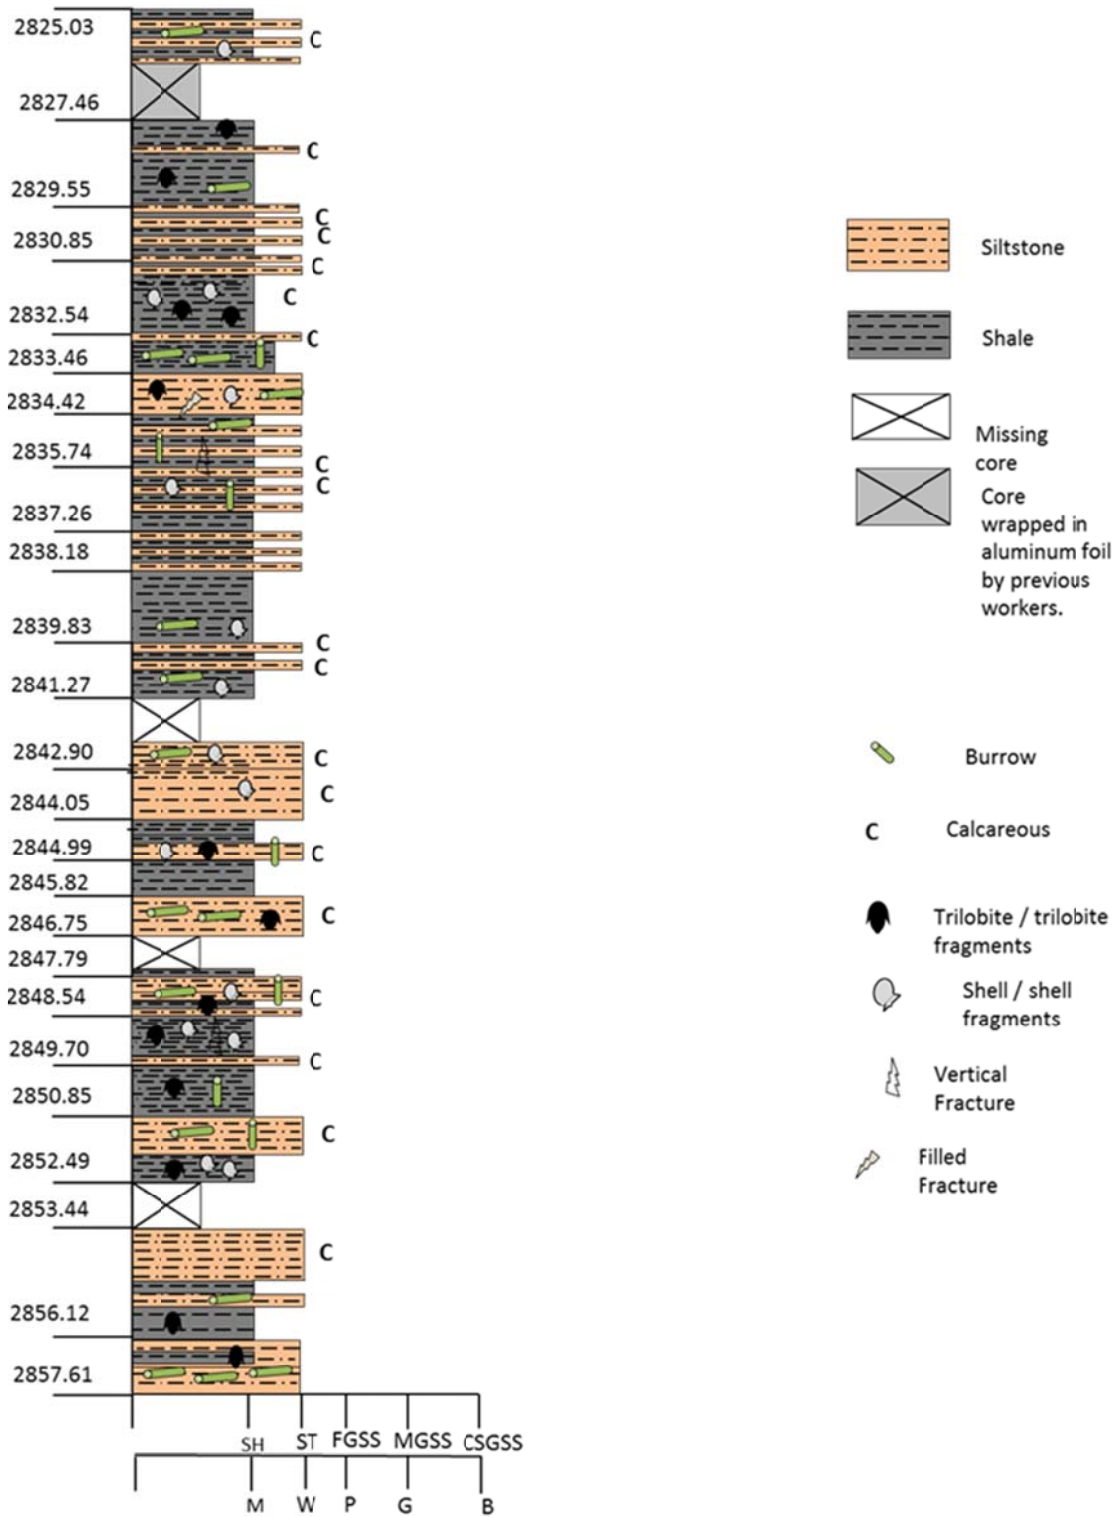 2825.03
C
2827.46
C
2829.55
C
2830.85
C
C
C
2832.54
C
2833.46
2834.42
2835.74
C
C
2837.26
2838.18
2839.83
C
C
2841.27
2842.90
C
C
2844.05
2844.99
C
2845.82
2846.75
C
2847.79
2848.54
C
2849.70
C
2850.85
C
2852.49
2853.44
C
2856.12
2857.61
SH ST FGSS MGSS CSGSS
M W P G B
Siltstone
Shale
Missing
core
Core
wrapped in
aluminum foil
by previous
workers.
Burrow
C Calcareous
Trilobite / trilobite
fragments
Shell / shell
fragments
Vertical
Fracture
Filled
Fracture